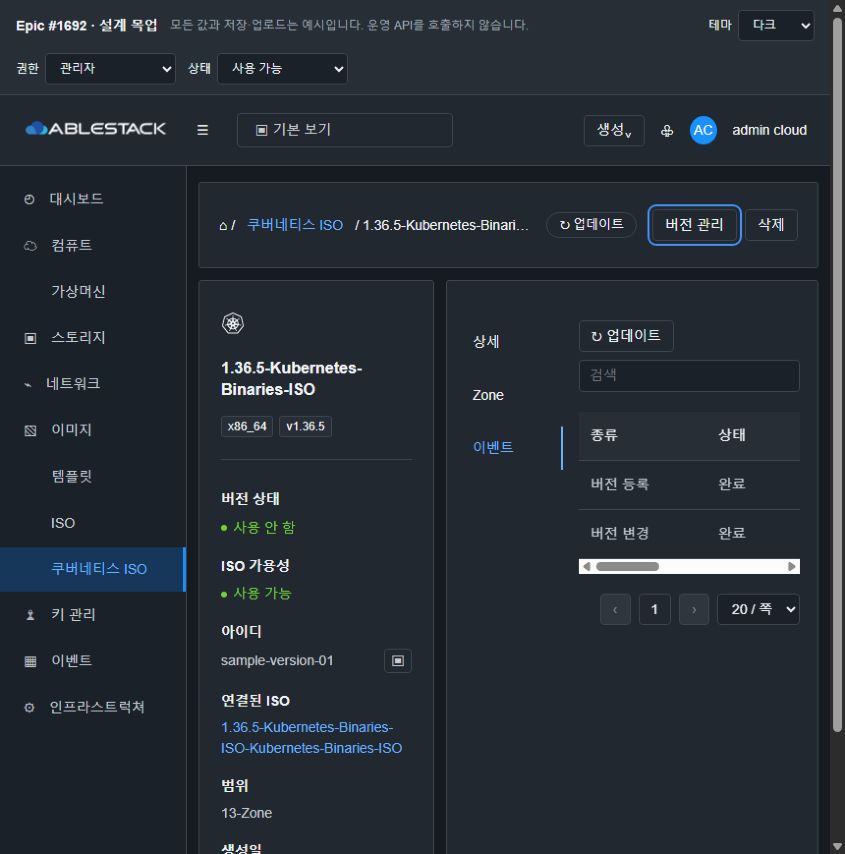 Epic #1692 · 설계 목업 모든 값과 저장·업로드는 예시입니다. 운영 API를 호출하지 않습니다. 테마 다크
권한 관리자 상태 사용 가능
ABLESTACK 기본 보기 생성 AC admin cloud
대시보드
컴퓨트
가상머신
스토리지
네트워크
이미지
템플릿
ISO
쿠버네티스 ISO
키 관리
이벤트
인프라스트럭쳐
/ 쿠버네티스 ISO / 1.36.5-Kubernetes-Binari… 업데이트 버전 관리 삭제
1.36.5-Kubernetes-
Binaries-ISO
x86_64 v1.36.5
버전 상태
사용 안 함
ISO 가용성
사용 가능
아이디
sample-version-01
연결된 ISO
1.36.5-Kubernetes-Binaries-
ISO-Kubernetes-Binaries-ISO
범위
13-Zone
생성일
상세
Zone
이벤트
업데이트
검색
종류 상태
버전 등록 완료
버전 변경 완료
‹ 1 › 20 / 쪽